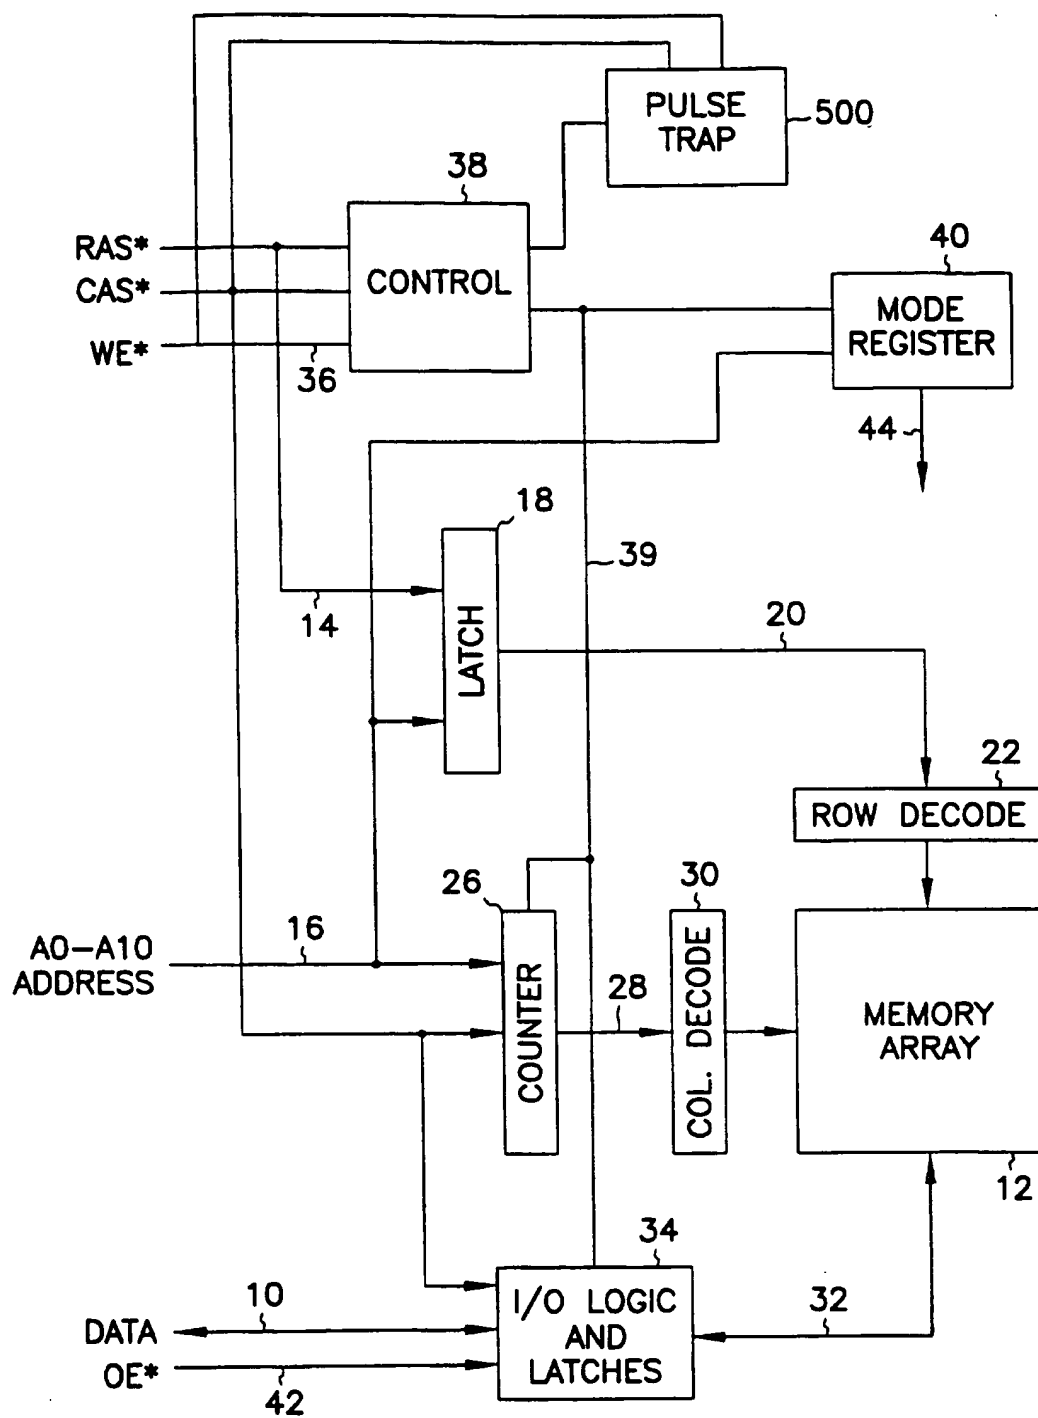 PULSE
TRAP
500
38
RAS*
CAS*
WE*
36
CONTROL
40
MODE
REGISTER
44
18
LATCH
14
39
20
22
ROW DECODE
26
COUNTER
28
30
COL. DECODE
A0-A10
ADDRESS
16
MEMORY
ARRAY
12
34
I/O LOGIC
AND
LATCHES
32
DATA
10
OE*
42